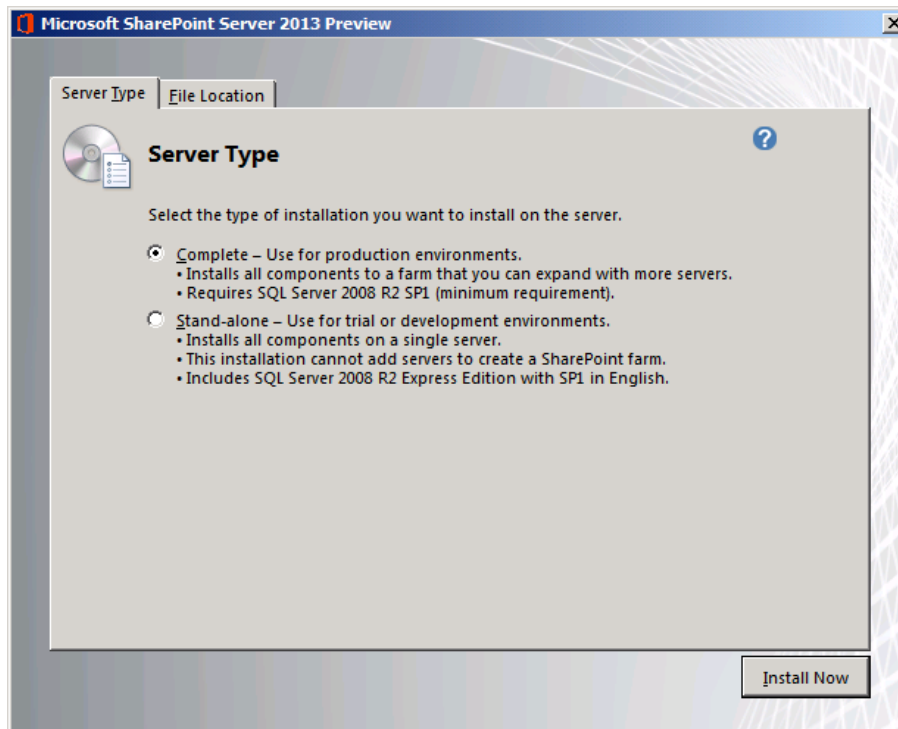 Microsoft SharePoint Server 2013 Preview
Server Type
File Location
Server Type
Select the type of installation you want to install on the server.
Complete – Use for production environments.
• Installs all components to a farm that you can expand with more servers.
• Requires SQL Server 2008 R2 SP1 (minimum requirement).
Stand-alone – Use for trial or development environments.
• Installs all components on a single server.
• This installation cannot add servers to create a SharePoint farm.
• Includes SQL Server 2008 R2 Express Edition with SP1 in English.
Install Now